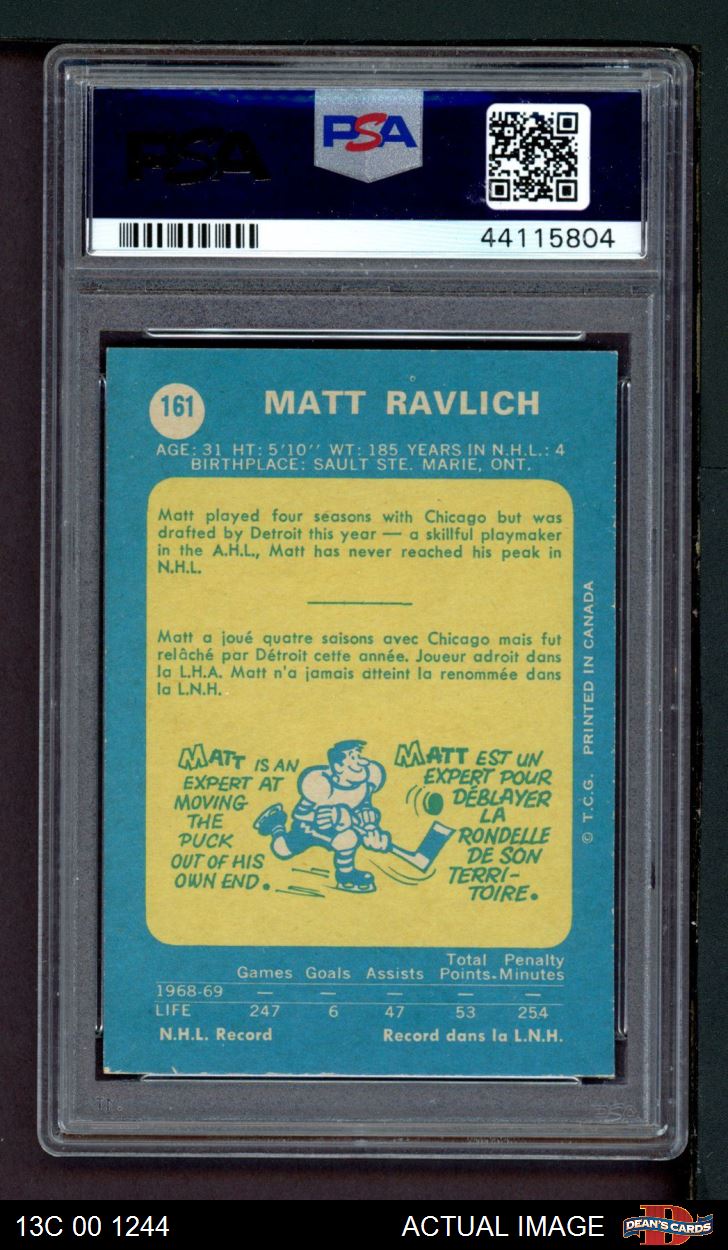 PSA
PSA
44115804
161
MATT RAVLICH
AGE: 31 HT: 5'10'' WT: 185 YEARS IN N.H.L.: 4
BIRTHPLACE: SAULT STE. MARIE, ONT.
Matt played four seasons with Chicago but was
drafted by Detroit this year — a skillful playmaker
in the A.H.L., Matt has never reached his peak in
N.H.L.
Matt a joué quatre saisons avec Chicago mais fut
relâché par Détroit cette année. Joueur adroit dans
la L.H.A. Matt n'a jamais atteint la renommée dans
la L.N.H.
MATT IS AN
EXPERT AT
MOVING
THE
PUCK
OUT OF HIS
OWN END.
MATT EST UN
EXPERT POUR
DÉBLAYER
LA
RONDELLE
DE SON
TERRI-
TOIRE.
© T.C.G. PRINTED IN CANADA
Games Goals Assists Total Points. Penalty Minutes
1968-69 — — — — —
LIFE 247 6 47 53 254
N.H.L. Record Record dans la L.N.H.
13C 00 1244 ACTUAL IMAGE DEAN'S CARDS